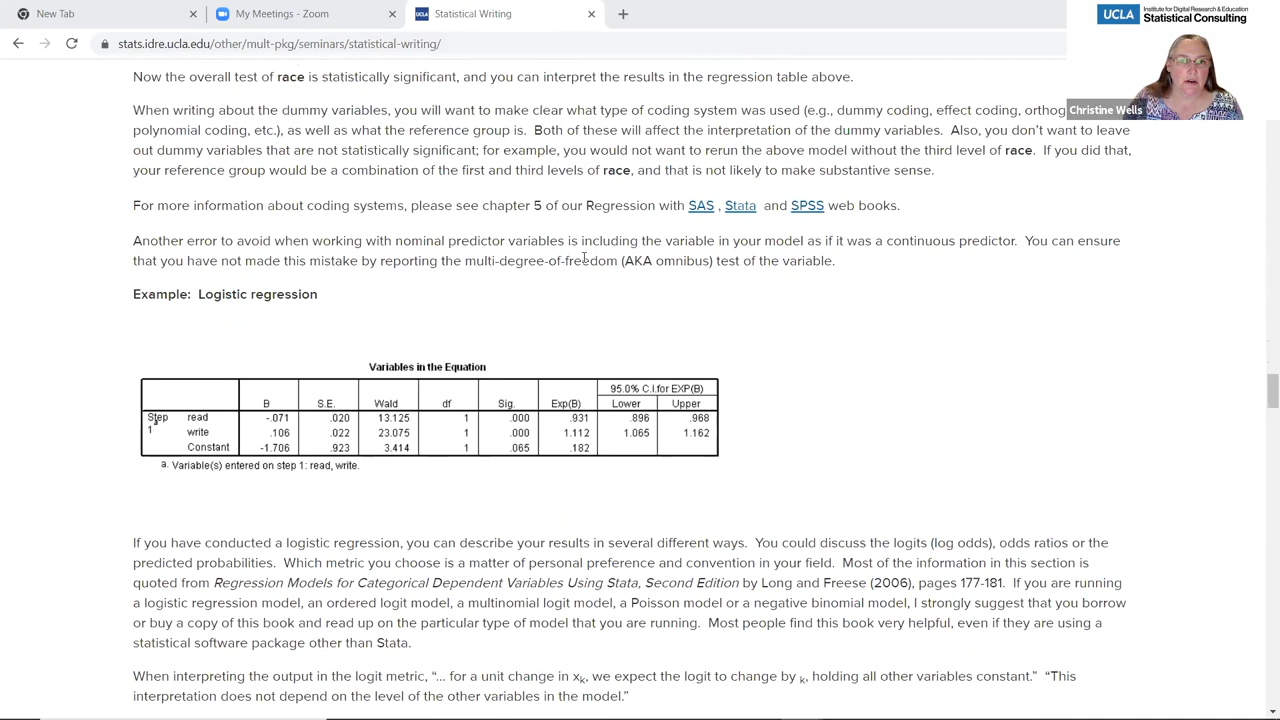 New Tab
My Meetings - Zoom
Statistical Writing
UCLA Institute for Digital Research & Education
Statistical Consulting
stats.idre.ucla.edu/other/mult-pkg/seminars/statistical-writing/
Christine Wells
Now the overall test of race is statistically significant, and you can interpret the results in the regression table above.
When writing about the dummy variables, you will want to make clear what type of coding system was used (e.g., dummy coding, effect coding, orthog
polynomial coding, etc.), as well as what the reference group is. Both of these will affect the interpretation of the dummy variables. Also, you don't want to leave
out dummy variables that are not statistically significant; for example, you would not want to rerun the above model without the third level of race. If you did that,
your reference group would be a combination of the first and third levels of race, and that is not likely to make substantive sense.
For more information about coding systems, please see chapter 5 of our Regression with SAS , Stata and SPSS web books.
Another error to avoid when working with nominal predictor variables is including the variable in your model as if it was a continuous predictor. You can ensure
that you have not made this mistake by reporting the multi-degree-of-freedom (AKA omnibus) test of the variable.
Example: Logistic regression
Variables in the Equation
95.0% C.I.for EXP(B)
B S.E. Wald df Sig. Exp(B) Lower Upper
Step 1a read -.071 .020 13.125 1 .000 .931 .896 .968
write .106 .022 23.075 1 .000 1.112 1.065 1.162
Constant -1.706 .923 3.414 1 .065 .182
a. Variable(s) entered on step 1: read, write.
If you have conducted a logistic regression, you can describe your results in several different ways. You could discuss the logits (log odds), odds ratios or the
predicted probabilities. Which metric you choose is a matter of personal preference and convention in your field. Most of the information in this section is
quoted from Regression Models for Categorical Dependent Variables Using Stata, Second Edition by Long and Freese (2006), pages 177-181. If you are running
a logistic regression model, an ordered logit model, a multinomial logit model, a Poisson model or a negative binomial model, I strongly suggest that you borrow
or buy a copy of this book and read up on the particular type of model that you are running. Most people find this book very helpful, even if they are using a
statistical software package other than Stata.
When interpreting the output in the logit metric, "... for a unit change in xk, we expect the logit to change by k, holding all other variables constant." "This
interpretation does not depend on the level of the other variables in the model."